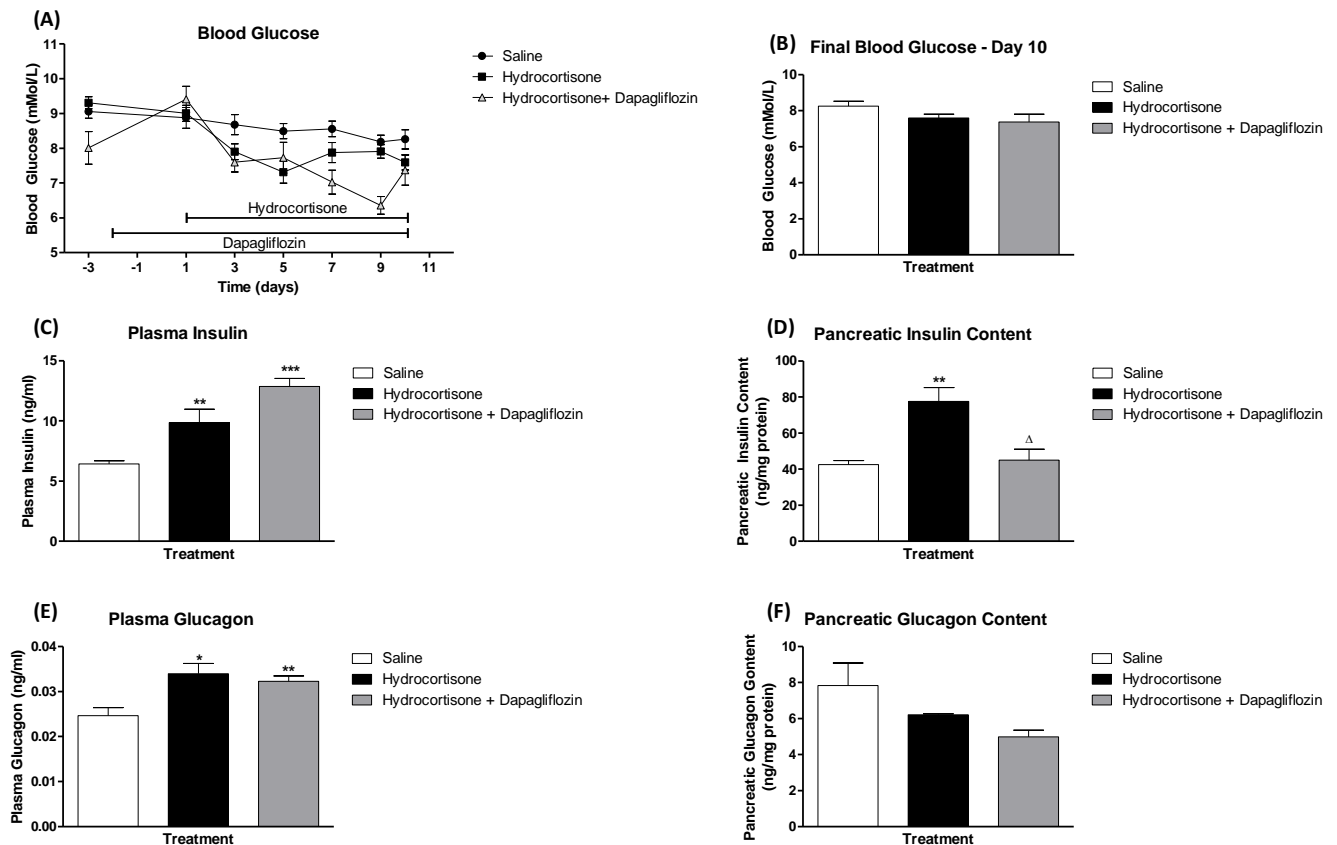 (A)
Blood Glucose
Blood Glucose (mMol/L)
11
10
9
8
7
6
5
-3
-1
1
3
5
7
9
11
Time (days)
Hydrocortisone
Dapagliflozin
Saline
Hydrocortisone
Hydrocortisone+ Dapagliflozin
(B)
Final Blood Glucose - Day 10
Blood Glucose (mMol/L)
10
8
6
4
2
0
Treatment
Saline
Hydrocortisone
Hydrocortisone + Dapagliflozin
(C)
Plasma Insulin
Plasma Insulin (ng/ml)
15
10
5
0
**
***
Treatment
Saline
Hydrocortisone
Hydrocortisone + Dapagliflozin
(D)
Pancreatic Insulin Content
Pancreatic Insulin Content
(ng/mg protein)
100
80
60
40
20
0
**
Δ
Treatment
Saline
Hydrocortisone
Hydrocortisone + Dapagliflozin
(E)
Plasma Glucagon
Plasma Glucagon (ng/ml)
0.04
0.03
0.02
0.01
0.00
*
**
Treatment
Saline
Hydrocortisone
Hydrocortisone + Dapagliflozin
(F)
Pancreatic Glucagon Content
Pancreatic Glucagon Gontent
(ng/mg protein)
10
8
6
4
2
0
Treatment
Saline
Hydrocortisone
Hydrocortisone + Dapagliflozin